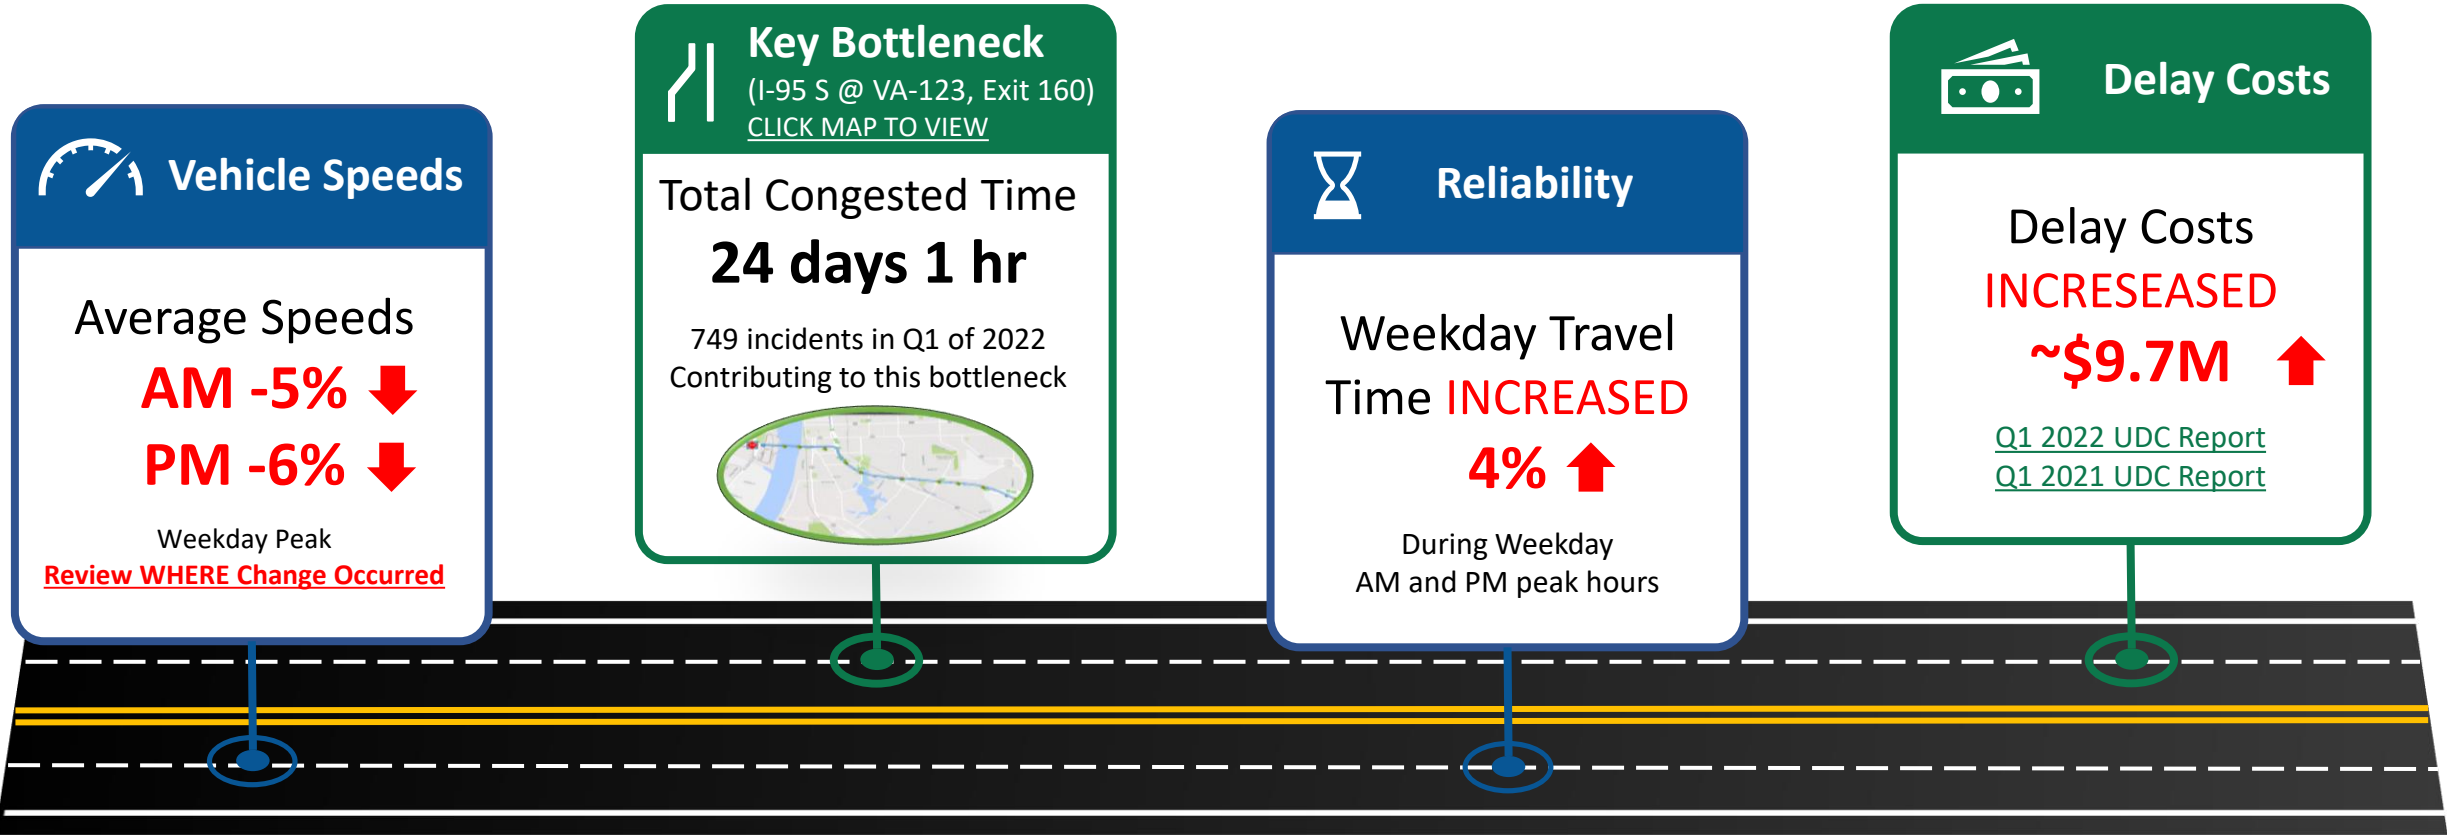 Vehicle Speeds
Average Speeds
AM -5%
PM -6%
Weekday Peak
Review WHERE Change Occurred
Key Bottleneck
(I-95 S @ VA-123, Exit 160)
CLICK MAP TO VIEW
Total Congested Time
24 days 1 hr
749 incidents in Q1 of 2022
Contributing to this bottleneck
Reliability
Weekday Travel
Time INCREASED
4%
During Weekday
AM and PM peak hours
Delay Costs
Delay Costs
INCRESEASED
~$9.7M
Q1 2022 UDC Report
Q1 2021 UDC Report